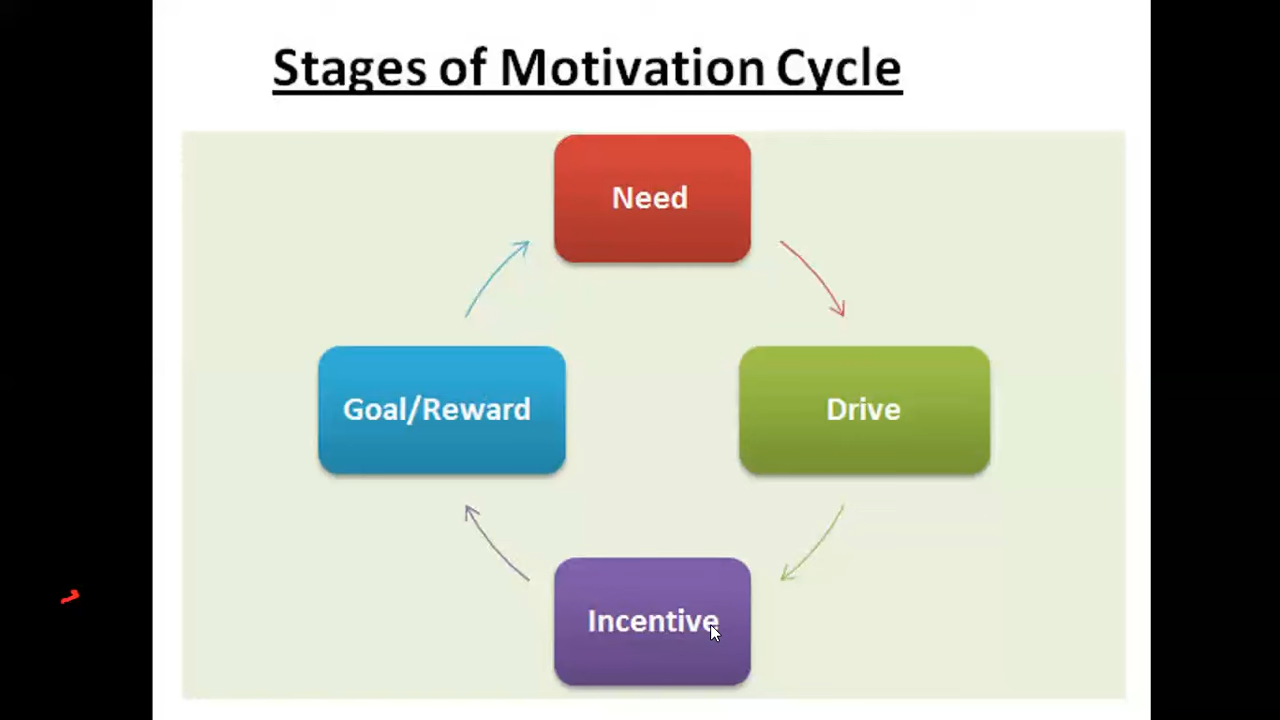 Stages of Motivation Cycle
Need
Goal/Reward
Drive
Incentive